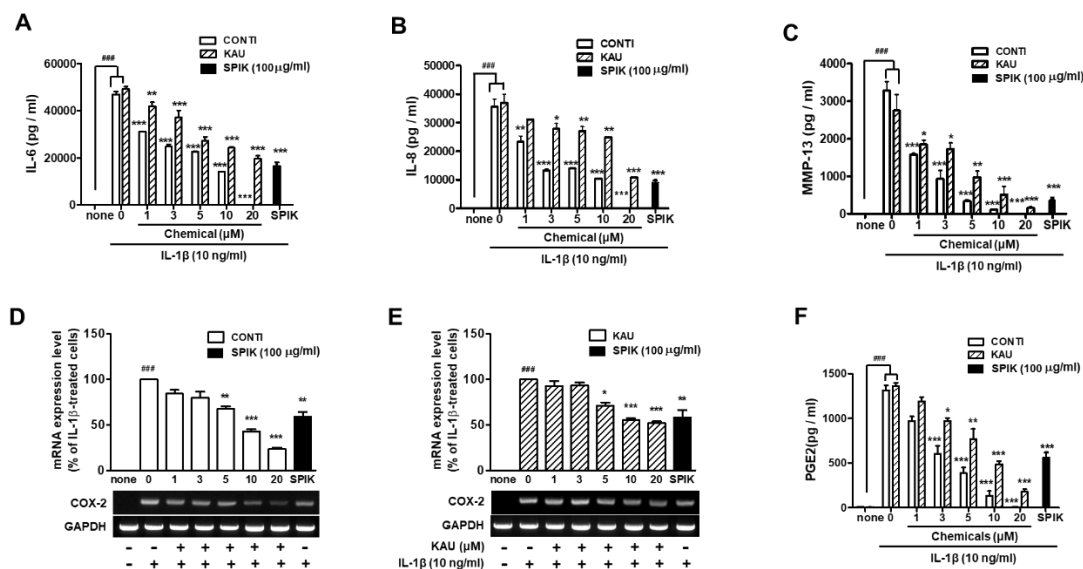 A
CONTI
KAU
SPIK (100 μg/ml)
###
60000
40000
20000
0
IL-6 (pg / ml)
** *** *** *** ***
*** *** *** *** *** ***
none 0 1 3 5 10 20 SPIK
Chemical (μM)
IL-1β (10 ng/ml)
B
CONTI
KAU
SPIK (100 μg/ml)
###
50000
40000
30000
20000
10000
0
IL-8 (pg / ml)
** * ** **
*** *** *** *** ***
none 0 1 3 5 10 20 SPIK
Chemical (μM)
IL-1β (10 ng/ml)
C
CONTI
KAU
SPIK (100 μg/ml)
###
4000
3000
2000
1000
0
MMP-13 (pg / ml)
* * ** *** ***
*** *** *** *** *** ***
none 0 1 3 5 10 20 SPIK
Chemical (μM)
IL-1β (10 ng/ml)
D
CONTI
SPIK (100 μg/ml)
150
100
50
0
mRNA expression level
(% of IL-1β-treated cells)
### ** *** *** **
0 1 3 5 10 20 SPIK
COX-2
GAPDH
- - + + + + + -
- + + + + + + +
E
KAU
SPIK (100 μg/ml)
150
100
50
0
mRNA expression level
(% of IL-1β-treated cells)
### * *** *** **
0 1 3 5 10 20 SPIK
COX-2
GAPDH
KAU (μM) - - + + + + + -
IL-1β (10 ng/ml) - + + + + + + +
F
CONTI
KAU
SPIK (100 μg/ml)
###
1500
1000
500
0
PGE2(pg / ml)
* ** *** *** ***
*** *** *** ***
none 0 1 3 5 10 20 SPIK
Chemicals (μM)
IL-1β (10 ng/ml)